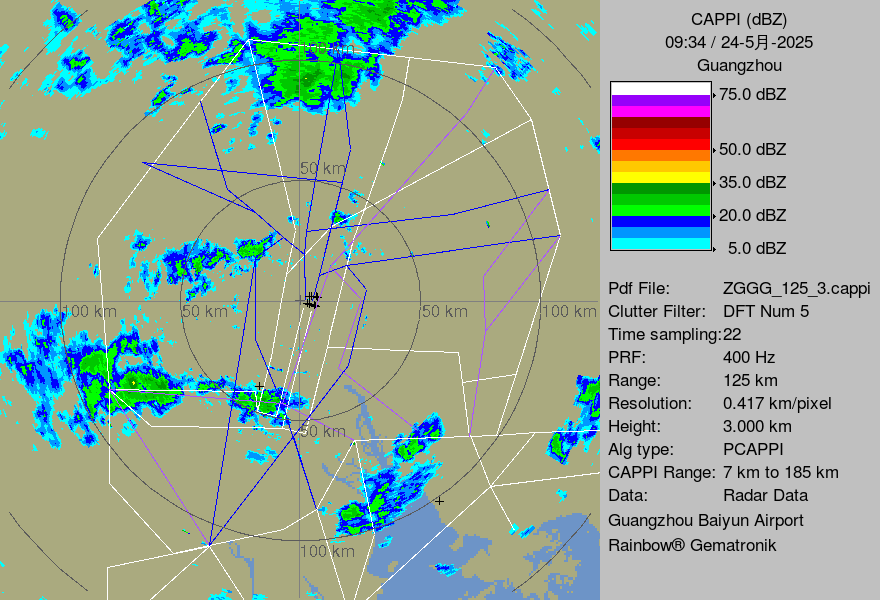 CAPPI (dBZ)
09:34 / 24-5月-2025
Guangzhou
75.0 dBZ
50.0 dBZ
35.0 dBZ
20.0 dBZ
5.0 dBZ
Pdf File: ZGGG_125_3.cappi
Clutter Filter: DFT Num 5
Time sampling:22
PRF: 400 Hz
Range: 125 km
Resolution: 0.417 km/pixel
Height: 3.000 km
Alg type: PCAPPI
CAPPI Range: 7 km to 185 km
Data: Radar Data
Guangzhou Baiyun Airport
Rainbow® Gematronik
100 km
50 km
100 km
50 km
50 km
100 km
50 km
100 km